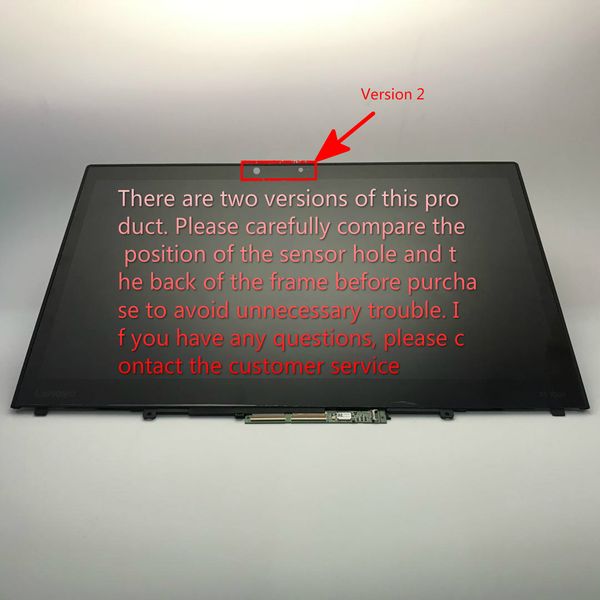 Version 2
There are two versions of this pro
duct. Please carefully compare the
position of the sensor hole and t
he back of the frame before purcha
se to avoid unnecessary trouble. I
f you have any questions, please c
ontact the customer service
Lenovo